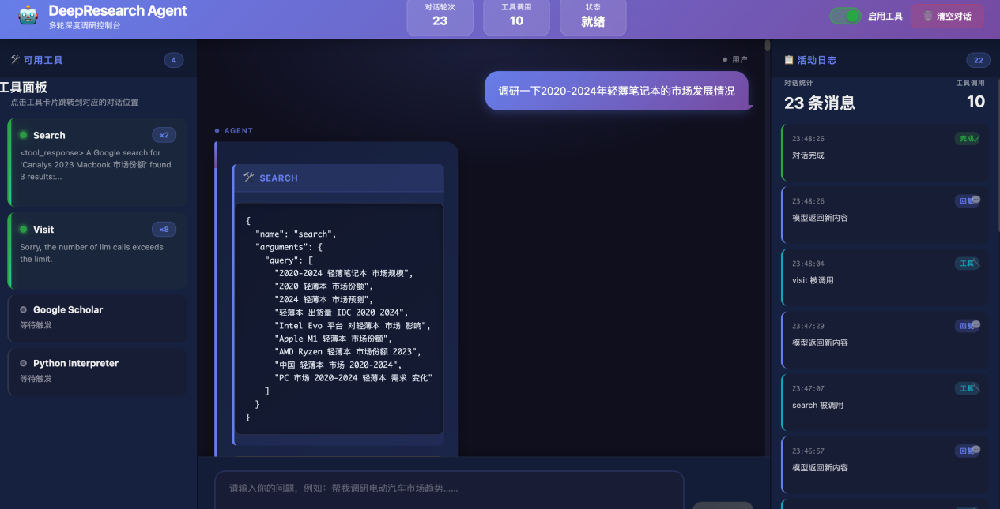 DeepResearch Agent
多轮深度调研控制台
对话轮次
23
工具调用
10
状态
就绪
启用工具
清空对话
可用工具
4
工具面板
点击工具卡片跳转到对应的对话位置
Search
×2
<tool_response> A Google search for
'Canalys 2023 Macbook 市场份额' found
3 results:...
Visit
×8
Sorry, the number of llm calls exceeds
the limit.
Google Scholar
等待触发
Python Interpreter
等待触发
用户
调研一下2020-2024年轻薄笔记本的市场发展情况
AGENT
SEARCH
{
"name": "search",
"arguments": {
"query": [
"2020-2024 轻薄笔记本 市场规模",
"2020 轻薄本 市场份额",
"2024 轻薄本 市场预测",
"轻薄本 出货量 IDC 2020 2024",
"Intel Evo 平台 对轻薄本 市场 影响",
"Apple M1 轻薄本 市场份额",
"AMD Ryzen 轻薄本 市场份额 2023",
"中国 轻薄本 市场 2020-2024",
"PC 市场 2020-2024 轻薄本 需求 变化"
]
}
}
请输入你的问题，例如：帮我调研电动汽车市场趋势......
活动日志
22
对话统计
23 条消息
工具调用
10
23:48:26
完成
对话完成
23:48:26
回复
模型返回新内容
23:48:04
工具
visit 被调用
23:47:29
回复
模型返回新内容
23:47:07
工具
search 被调用
23:46:57
回复
模型返回新内容